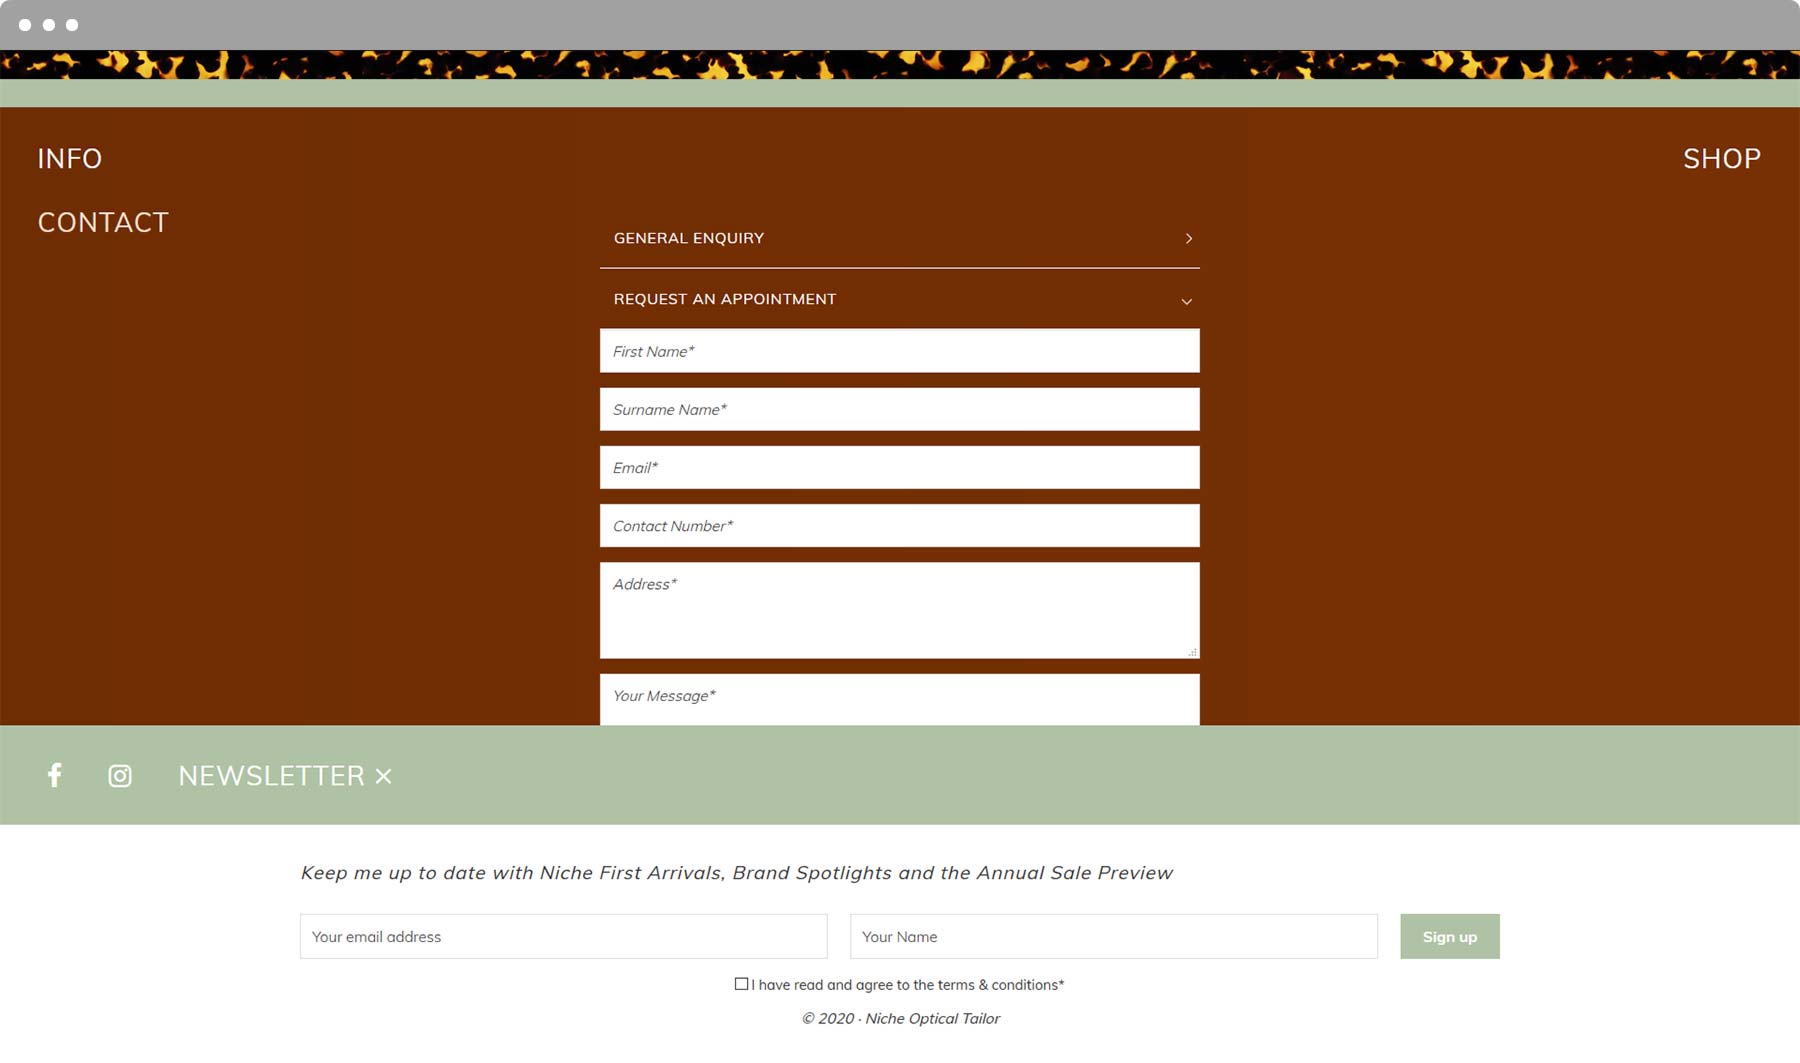 INFO
SHOP
CONTACT
GENERAL ENQUIRY
REQUEST AN APPOINTMENT
First Name*
Surname Name*
Email*
Contact Number*
Address*
Your Message*
NEWSLETTER
Keep me up to date with Niche First Arrivals, Brand Spotlights and the Annual Sale Preview
Your email address
Your Name
Sign up
I have read and agree to the terms & conditions*
© 2020 · Niche Optical Tailor